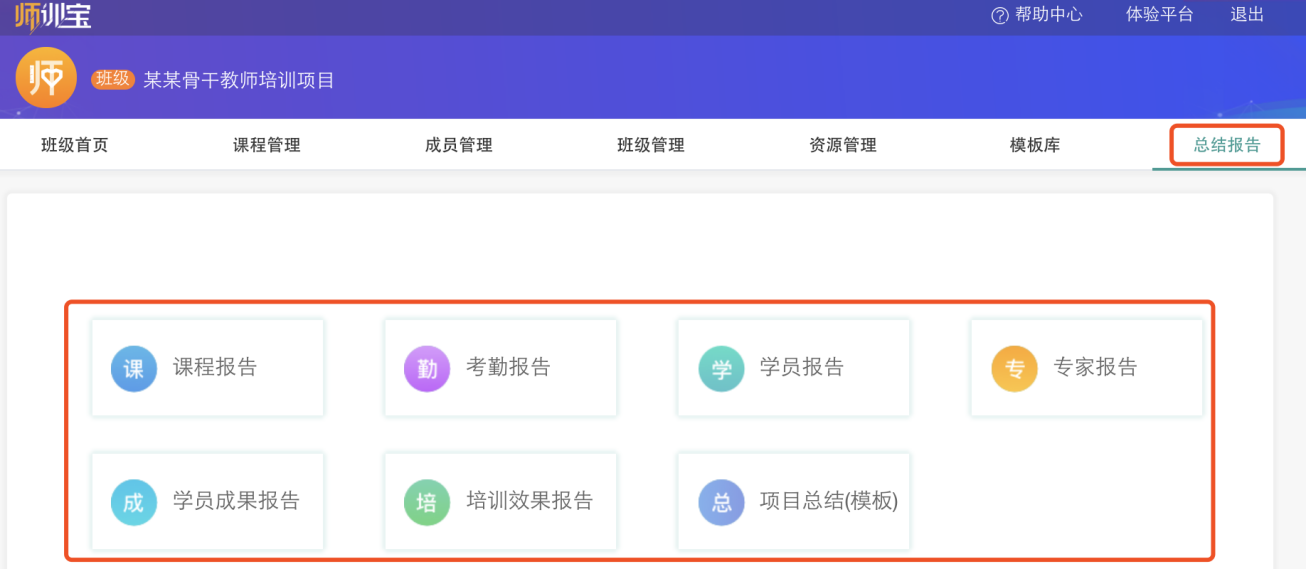 师训宝
? 帮助中心 体验平台 退出
师 班级 某某骨干教师培训项目
班级首页 课程管理 成员管理 班级管理 资源管理 模板库 总结报告
课 课程报告 勤 考勤报告 学 学员报告 专 专家报告
成 学员成果报告 培 培训效果报告 总 项目总结(模板)